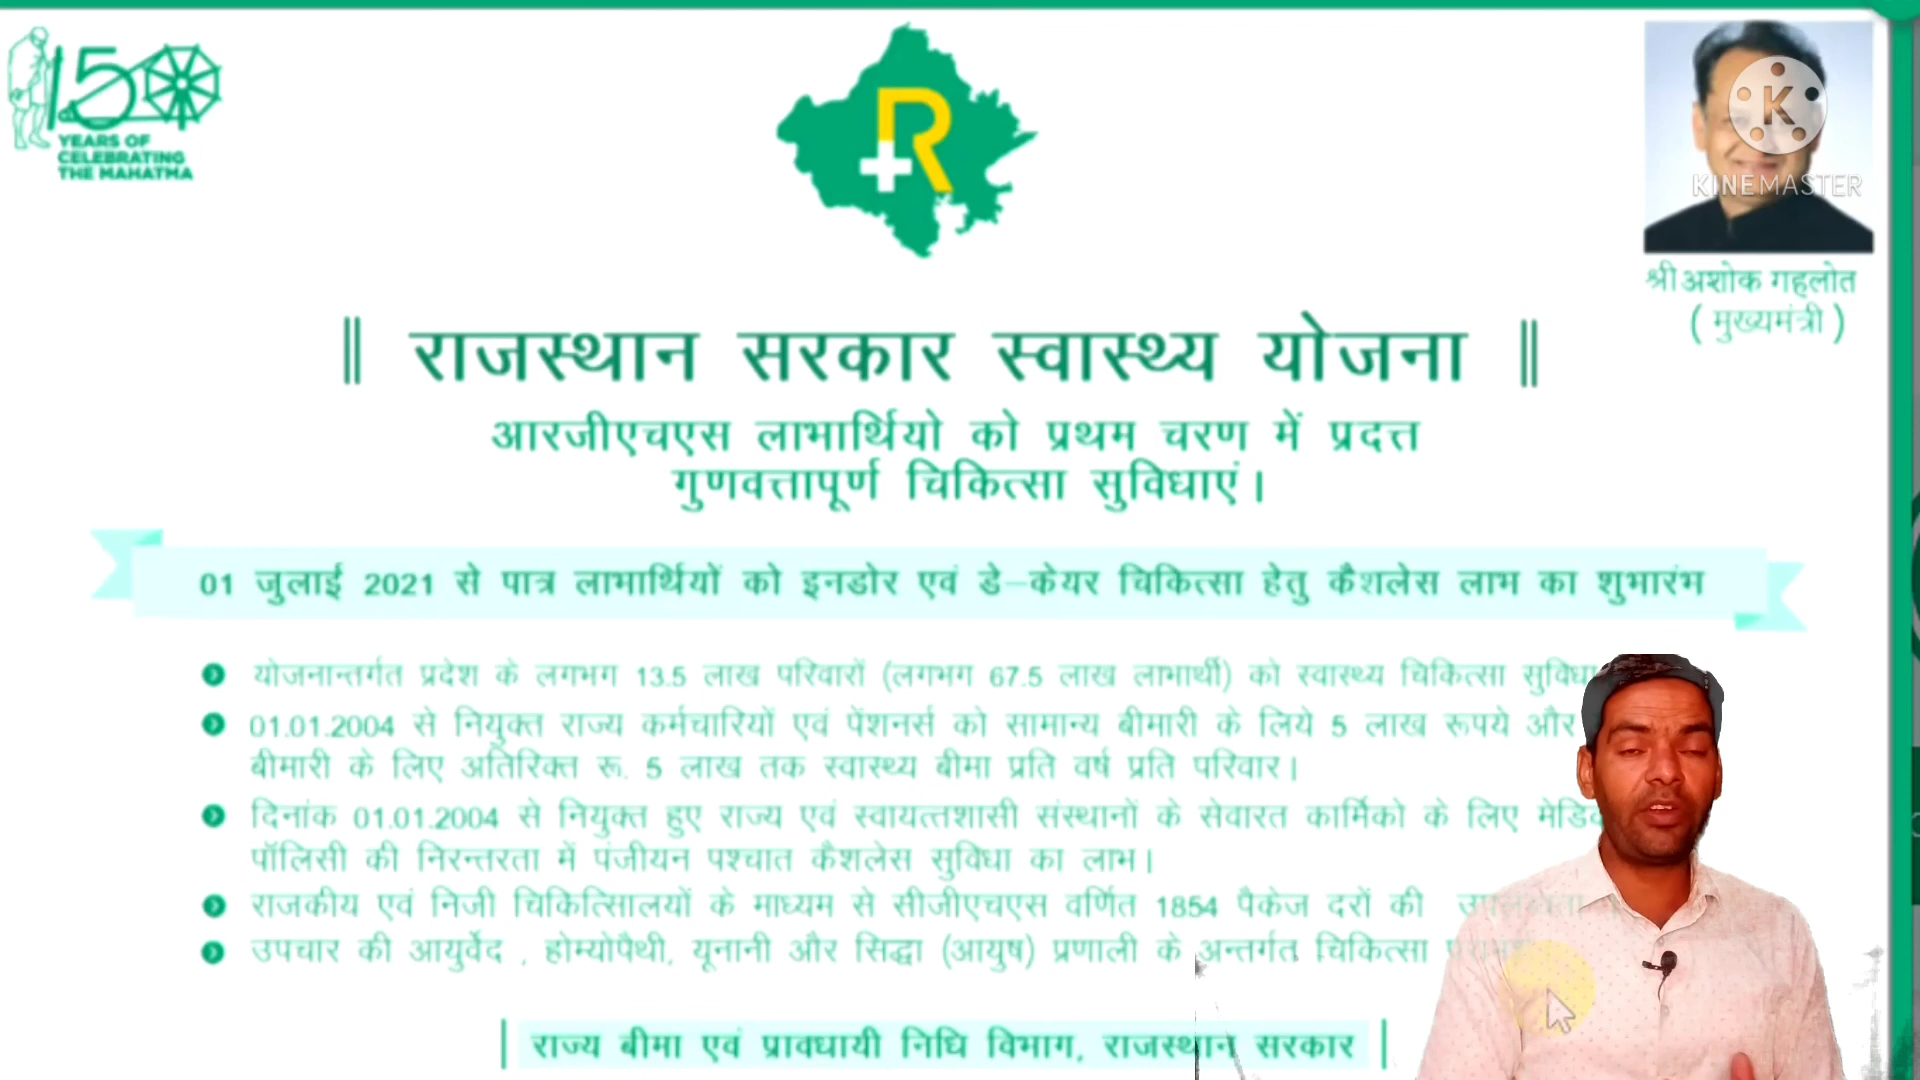 150
YEARS OF
CELEBRATING
THE MAHATMA
R
K
KINEMASTER
श्री अशोक गहलोत
( मुख्यमंत्री )
|| राजस्थान सरकार स्वास्थ्य योजना ||
आरजीएचएस लाभार्थियो को प्रथम चरण में प्रदत्त
गुणवत्तापूर्ण चिकित्सा सुविधाएं।
01 जुलाई 2021 से पात्र लाभार्थियों को इनडोर एवं डे-केयर चिकित्सा हेतु कैशलेस लाभ का शुभारंभ
योजनान्तर्गत प्रदेश के लगभग 13.5 लाख परिवारों (लगभग 67.5 लाख लाभार्थी) को स्वास्थ्य चिकित्सा
01.01.2004 से नियुक्त राज्य कर्मचारियों एवं पेंशनर्स को सामान्य बीमारी के लिये 5 लाख रूपये और
बीमारी के लिए अतिरिक्त रू. 5 लाख तक स्वास्थ्य बीमा प्रति वर्ष प्रति परिवार।
दिनांक 01.01.2004 से नियुक्त हुए राज्य एवं स्वायत्तशासी संस्थानों के सेवारत कार्मिको के लिए
पॉलिसी की निरन्तरता में पंजीयन पश्चात कैशलेस सुविधा का लाभ।
राजकीय एवं निजी चिकित्सिालयों के माध्यम से सीजीएचएस वर्णित 1854 पैकेज दरों की
उपचार की आयुर्वेद , होम्योपैथी, यूनानी और सिद्धा (आयुष) प्रणाली के अन्तर्गत चिकित्सा
| राज्य बीमा एवं प्रावधायी निधि विभाग, राजस्थान सरकार |